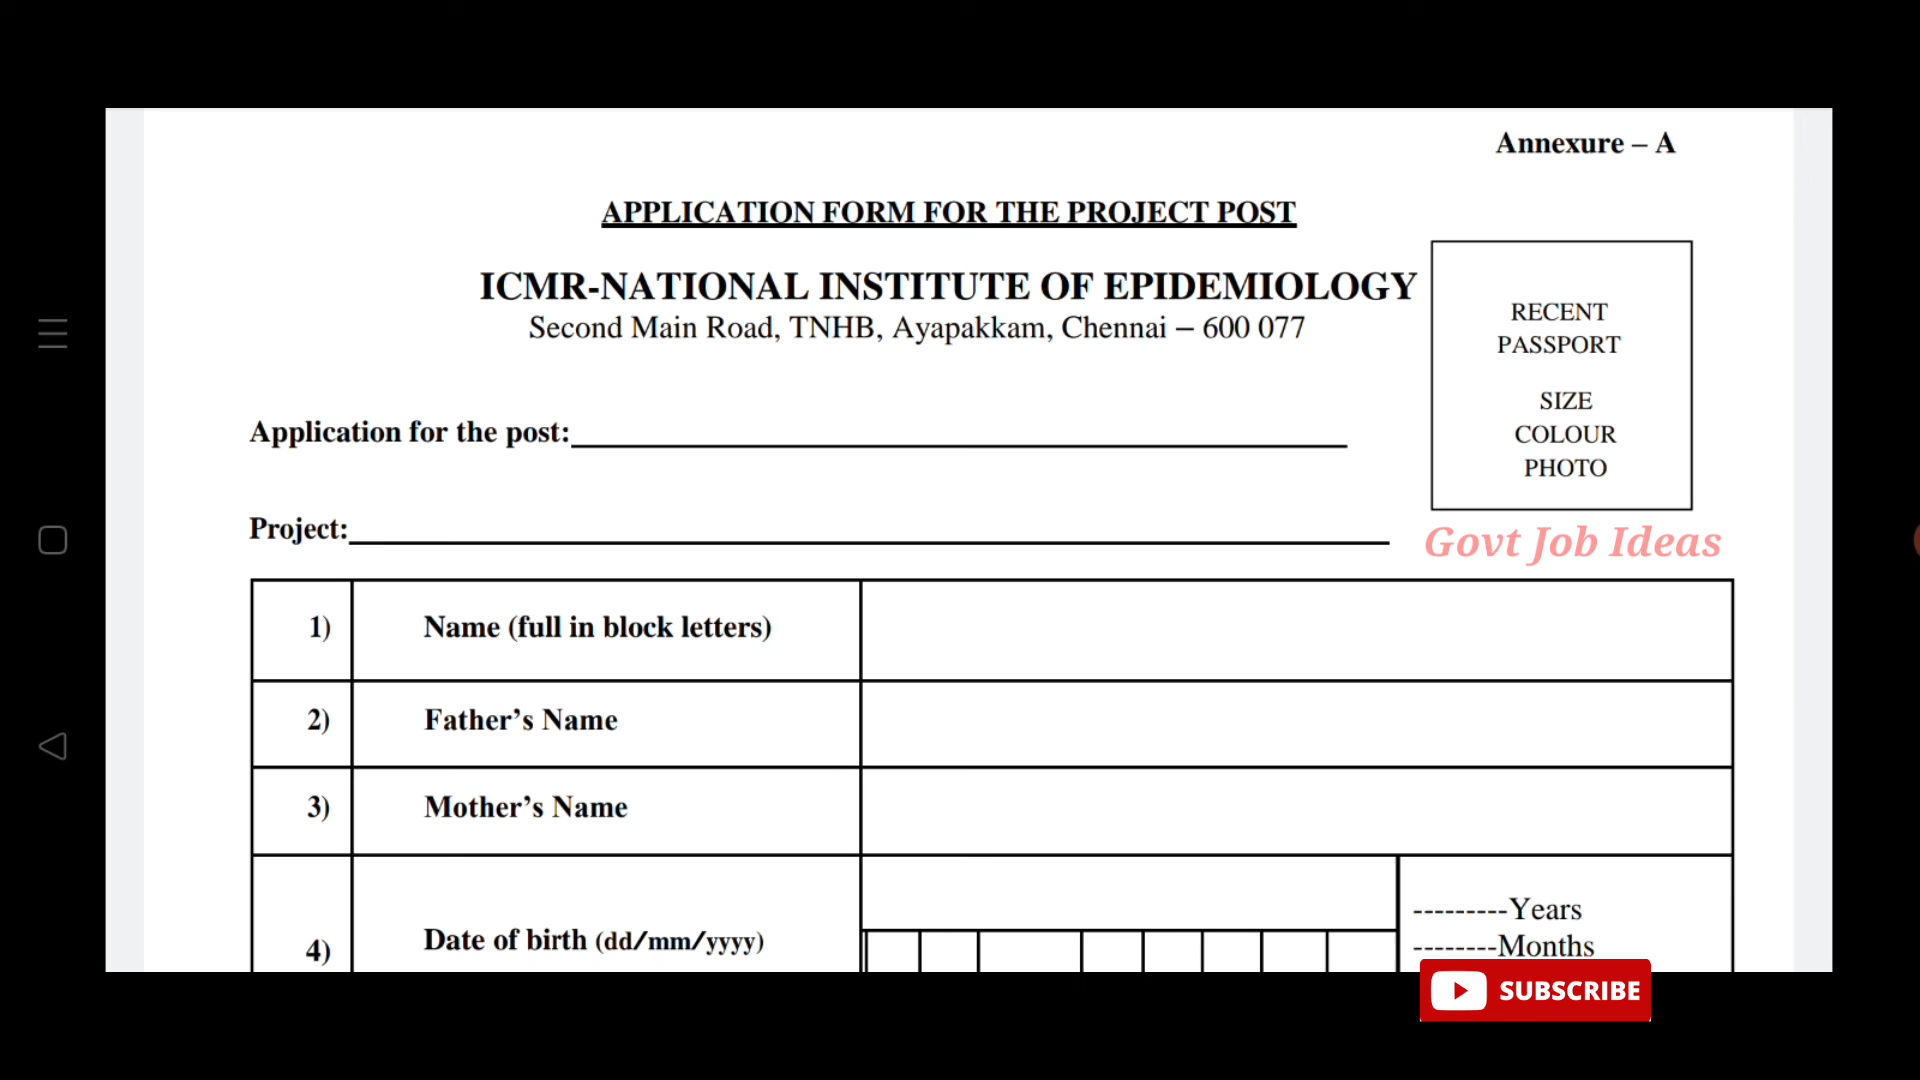 Annexure – A
APPLICATION FORM FOR THE PROJECT POST
ICMR-NATIONAL INSTITUTE OF EPIDEMIOLOGY
Second Main Road, TNHB, Ayapakkam, Chennai – 600 077
RECENT
PASSPORT
SIZE
COLOUR
PHOTO
Application for the post:
Project:
Govt Job Ideas
1) Name (full in block letters)
2) Father’s Name
3) Mother’s Name
4) Date of birth (dd/mm/yyyy)
---------Years
--------Months
SUBSCRIBE